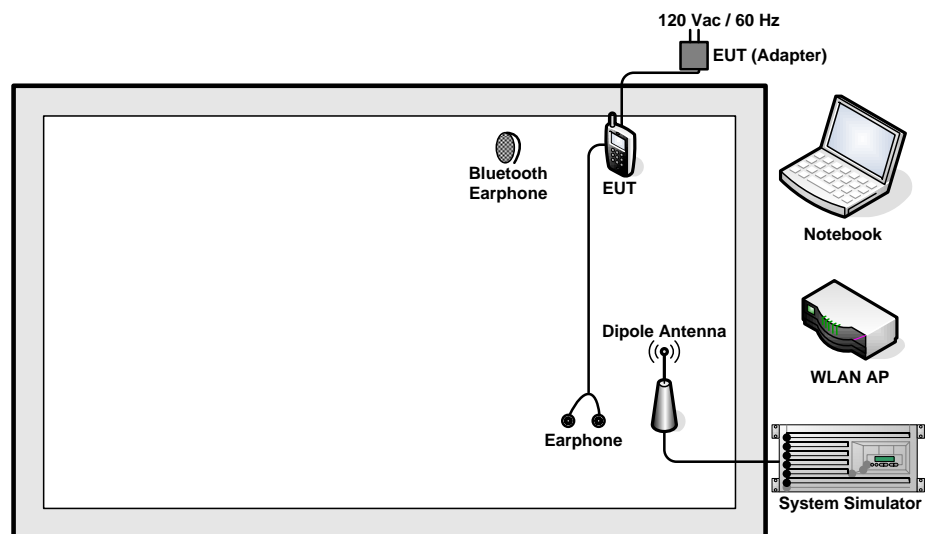 120 Vac / 60 Hz
EUT (Adapter)
Bluetooth
Earphone
EUT
Notebook
Dipole Antenna
WLAN AP
Earphone
System Simulator